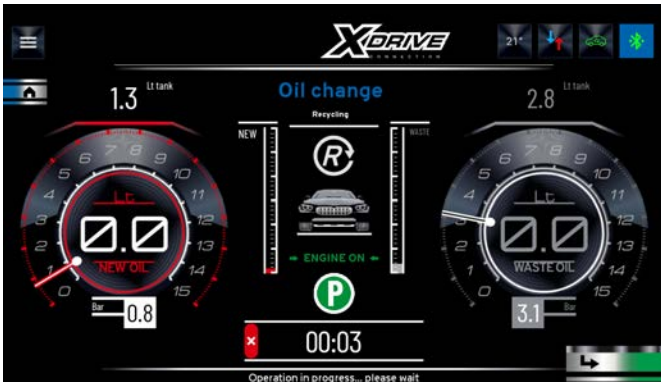 XDRIVE
CONNECTION
21°
1.3 Lt tank
Oil change
2.8 Lt tank
Recycling
NEW
WASTE
R
0 1 2 3 4 5 6 7 8 9 10 11 12 13 14 15
Lt
0.0
NEW OIL
0 1 2 3 4 5 6 7 8 9 10 11 12 13 14 15
Lt
0.0
WASTE OIL
ENGINE ON
P
Bar 0.8
Bar 3.1
00:03
Operation in progress... please wait